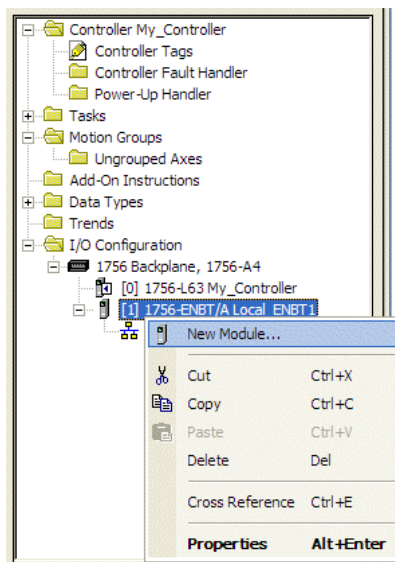 Controller My_Controller
Controller Tags
Controller Fault Handler
Power-Up Handler
Tasks
Motion Groups
Ungrouped Axes
Add-On Instructions
Data Types
Trends
I/O Configuration
1756 Backplane, 1756-A4
[0] 1756-L63 My_Controller
[1] 1756-ENBT/A Local_ENBT1
New Module...
Cut Ctrl+X
Copy Ctrl+C
Paste Ctrl+V
Delete Del
Cross Reference Ctrl+E
Properties Alt+Enter